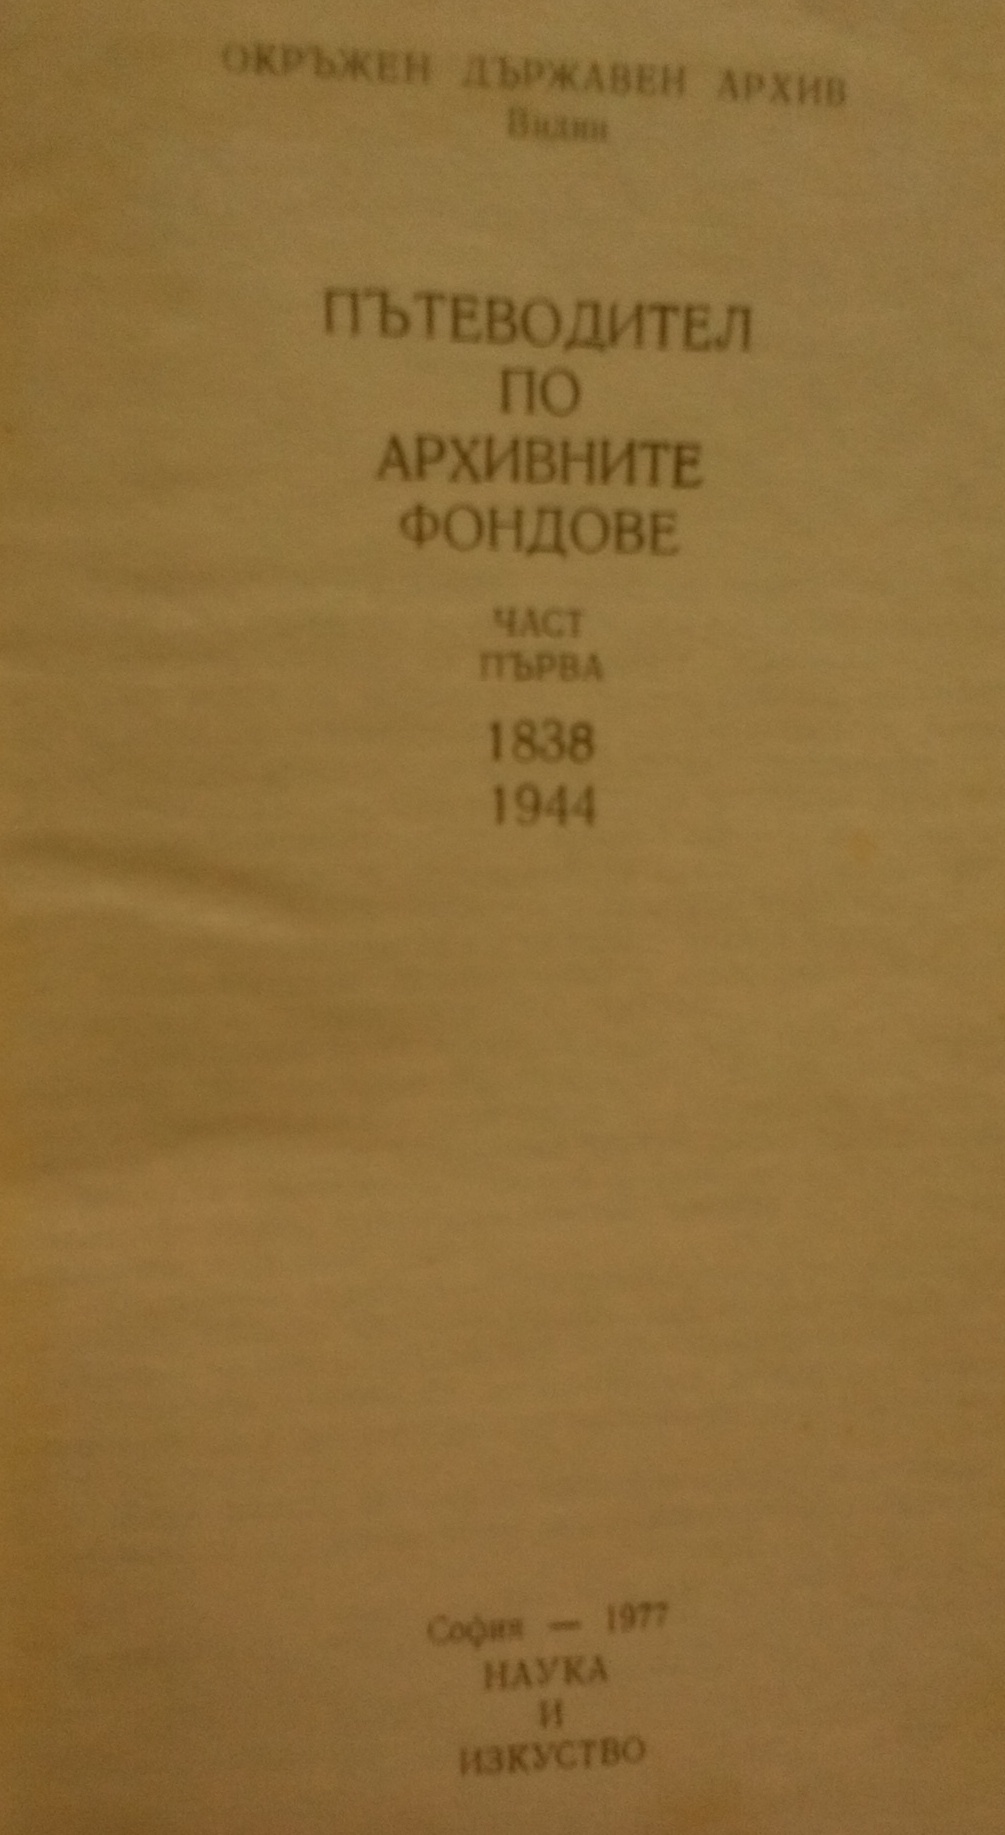 ОКРЪЖЕН ДЪРЖАВЕН АРХИВ
Видин
ПЪТЕВОДИТЕЛ
ПО
АРХИВНИТЕ
ФОНДОВЕ
ЧАСТ
ПЪРВА
1838
1944
София — 1977
НАУКА
И
ИЗКУСТВО